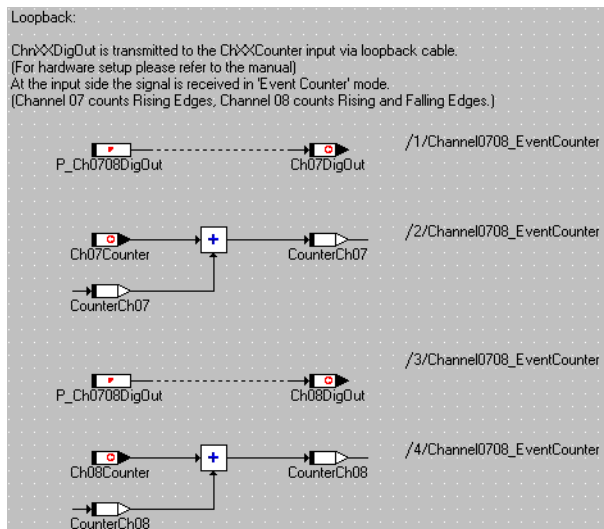 Loopback:
ChnXXDigOut is transmitted to the ChXXCounter input via loopback cable.
(For hardware setup please refer to the manual)
At the input side the signal is received in 'Event Counter' mode.
(Channel 07 counts Rising Edges, Channel 08 counts Rising and Falling Edges.)
/1/Channel0708_EventCounter
P_Ch0708DigOut
Ch07DigOut
/2/Channel0708_EventCounter
Ch07Counter
CounterCh07
CounterCh07
/3/Channel0708_EventCounter
P_Ch0708DigOut
Ch08DigOut
/4/Channel0708_EventCounter
Ch08Counter
CounterCh08
CounterCh08